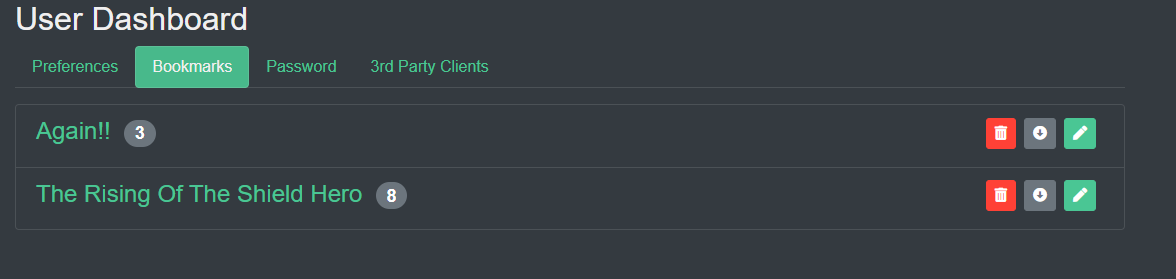 User Dashboard
Preferences Bookmarks Password 3rd Party Clients
Again!! 3
The Rising Of The Shield Hero 8